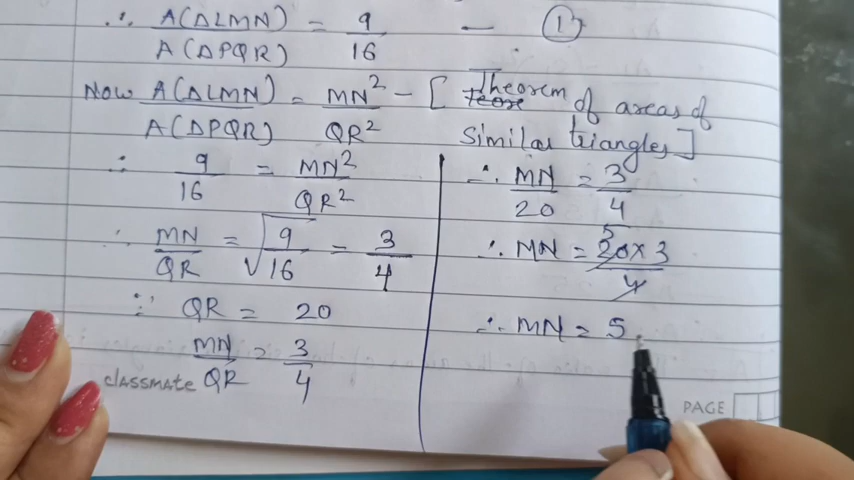 ∴ A(ΔLMN) / A(ΔPQR) = 9 / 16 — ①
Now A(ΔLMN) / A(ΔPQR) = MN² / QR² - [ Theorem of areas of
Similar triangles]
∴ 9 / 16 = MN² / QR²
∴ MN / QR = √(9 / 16) = 3 / 4
∵ QR = 20
MN / QR = 3 / 4
∴ MN / 20 = 3 / 4
∴ MN = 5 20 × 3 / 4
∴ MN = 5
classmate
PAGE